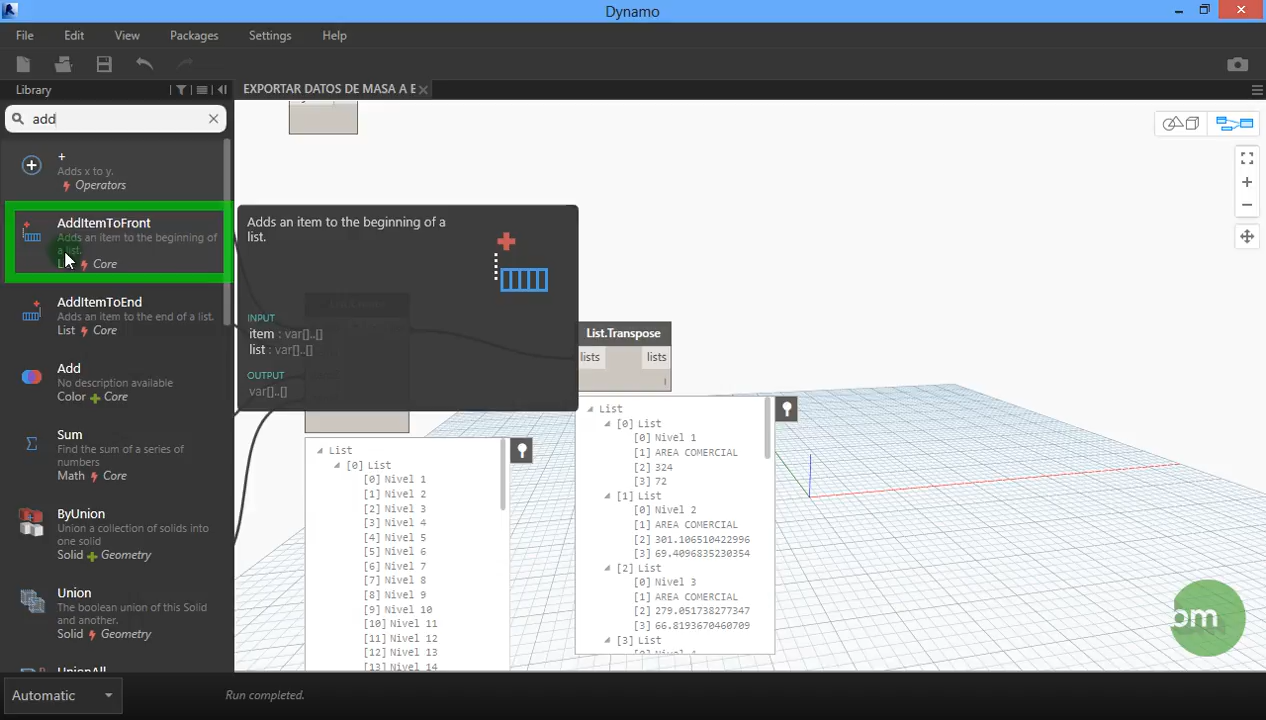 Dynamo
File Edit View Packages Settings Help
Library
EXPORTAR DATOS DE MASA A E
add
+
Adds x to y.
Operators
AddItemToFront
Adds an item to the beginning of
a list.
Core
AddItemToEnd
Adds an item to the end of a list.
List Core
Add
No description available
Color Core
Sum
Find the sum of a series of
numbers
Math Core
ByUnion
Union a collection of solids into
one solid
Solid Geometry
Union
The boolean union of this Solid
and another.
Solid Geometry
UnionAll
Adds an item to the beginning of a
list.
INPUT
item : var[]..[]
list : var[]..[]
OUTPUT
var[]..[]
List.Transpose
lists lists
l
List
[0] List
[0] Nivel 1
[1] Nivel 2
[2] Nivel 3
[3] Nivel 4
[4] Nivel 5
[5] Nivel 6
[6] Nivel 7
[7] Nivel 8
[8] Nivel 9
[9] Nivel 10
[10] Nivel 11
[11] Nivel 12
[12] Nivel 13
[13] Nivel 14
List
[0] List
[0] Nivel 1
[1] AREA COMERCIAL
[2] 324
[3] 72
[1] List
[0] Nivel 2
[1] AREA COMERCIAL
[2] 301.106510422996
[3] 69.4096835230354
[2] List
[0] Nivel 3
[1] AREA COMERCIAL
[2] 279.051738277347
[3] 66.8193670460709
[3] List
om
Automatic
Run completed.